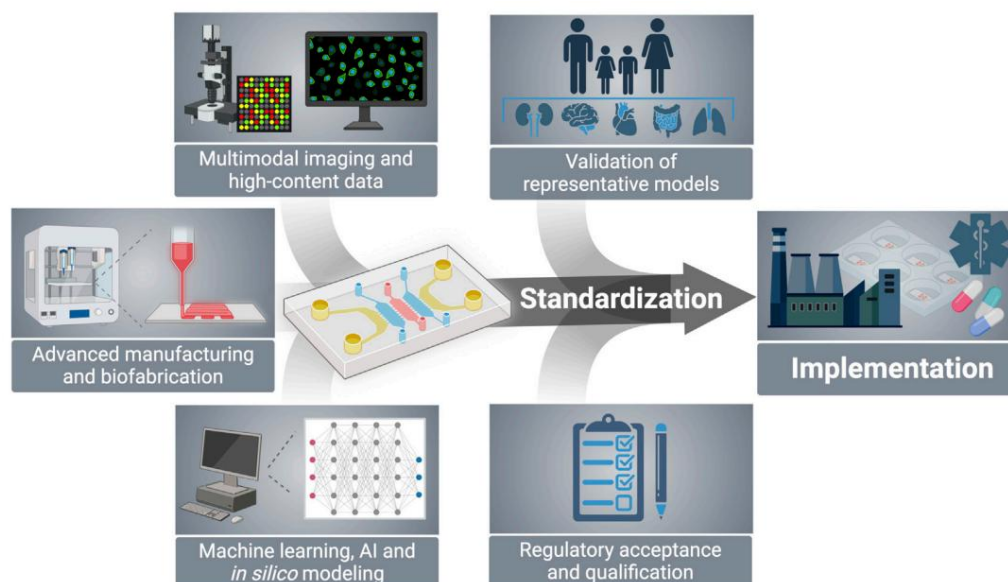 Multimodal imaging and
high-content data
Validation of
representative models
Advanced manufacturing
and biofabrication
Standardization
Implementation
Machine learning, AI and
in silico modeling
Regulatory acceptance
and qualification